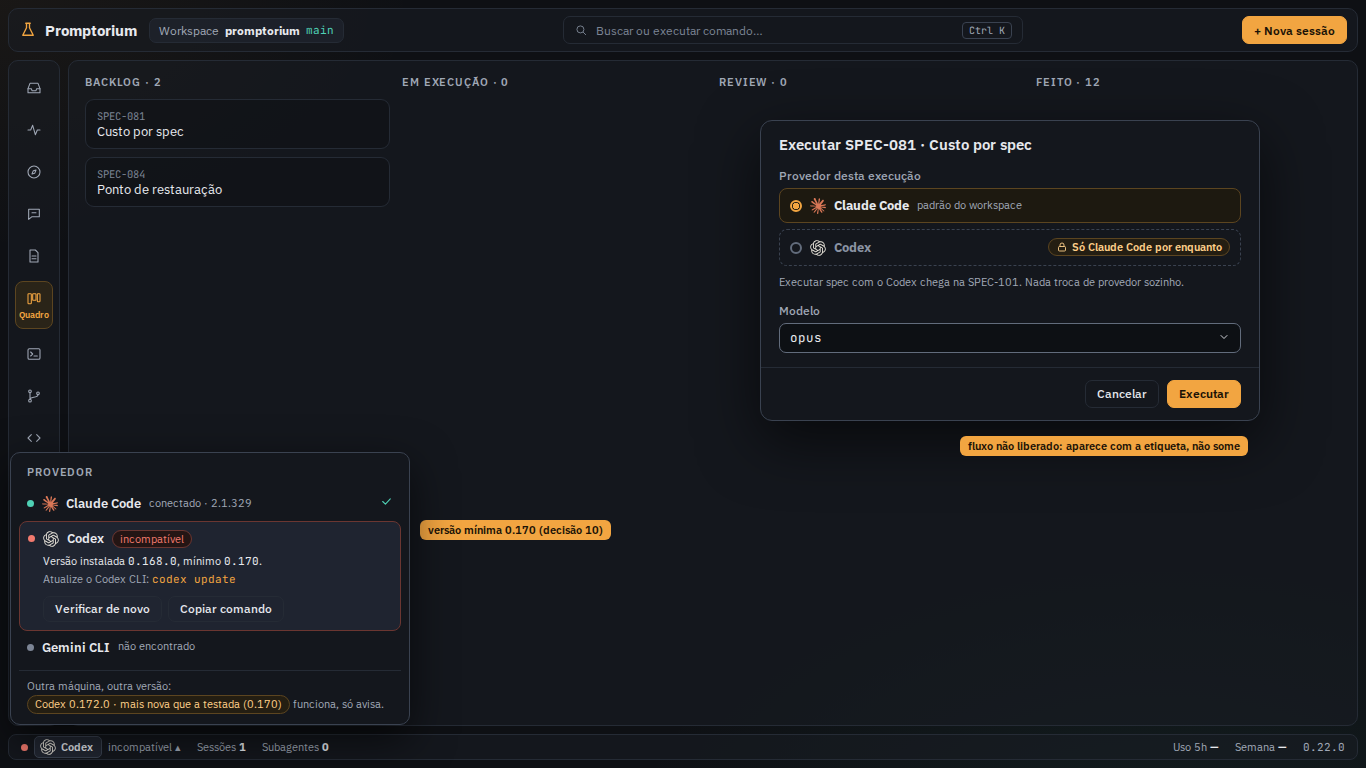 Promptorium
Workspace promptorium main
Buscar ou executar comando...
Ctrl K
+ Nova sessão
BACKLOG · 2
EM EXECUÇÃO · 0
REVIEW · 0
FEITO · 12
SPEC-081
Custo por spec
SPEC-084
Ponto de restauração
Quadro
Executar SPEC-081 · Custo por spec
Provedor desta execução
Claude Code padrão do workspace
Codex
Só Claude Code por enquanto
Executar spec com o Codex chega na SPEC-101. Nada troca de provedor sozinho.
Modelo
opus
Cancelar
Executar
fluxo não liberado: aparece com a etiqueta, não some
PROVEDOR
Claude Code conectado · 2.1.329
Codex incompatível
Versão instalada 0.168.0, mínimo 0.170.
Atualize o Codex CLI: codex update
Verificar de novo
Copiar comando
versão mínima 0.170 (decisão 10)
Gemini CLI não encontrado
Outra máquina, outra versão:
Codex 0.172.0 · mais nova que a testada (0.170) funciona, só avisa.
Codex incompatível ▴
Sessões 1
Subagentes 0
Uso 5h —
Semana —
0.22.0